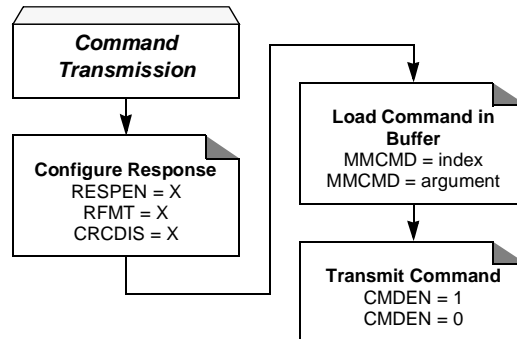 Command
Transmission
Configure Response
RESPEN = X
RFMT = X
CRCDIS = X
Load Command in
Buffer
MMCMD = index
MMCMD = argument
Transmit Command
CMDEN = 1
CMDEN = 0